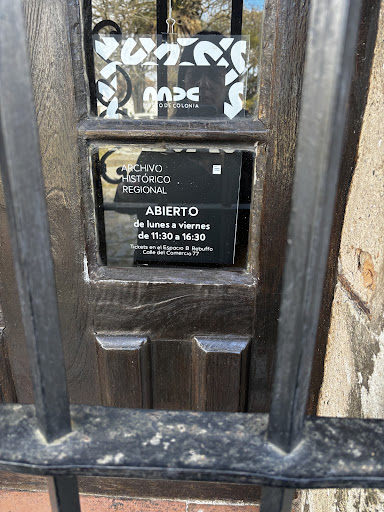 MDC
MUSEO DE COLONIA
ARCHIVO
HISTÓRICO
REGIONAL
ABIERTO
de lunes a viernes
de 11:30 a 16:30
Tickets en el Espacio B. Rebuffo
Calle del Comercio 77